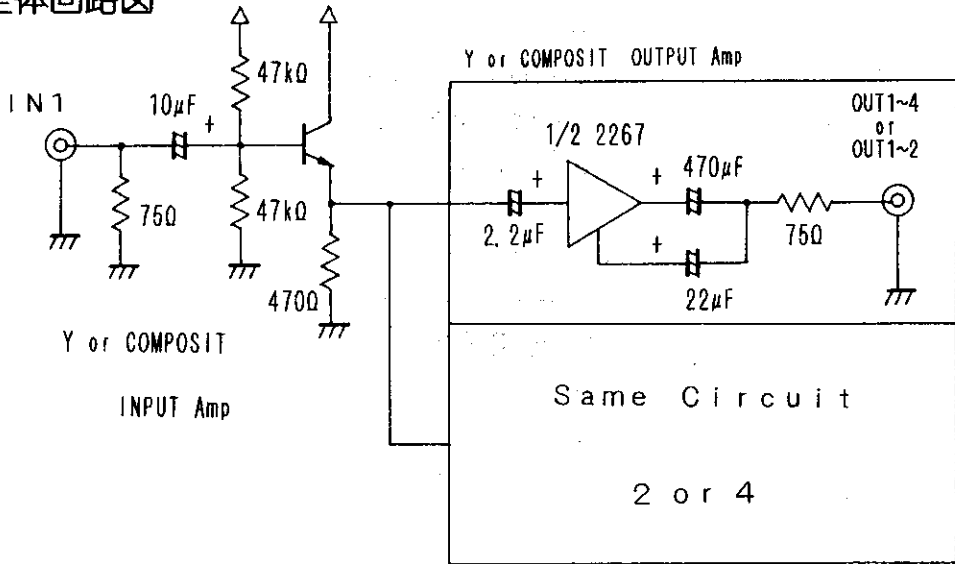 全体回路図
Y or COMPOSIT OUTPUT Amp
IN1
10μF
+
47kΩ
75Ω
47kΩ
470Ω
1/2 2267
OUT1~4
or
OUT1~2
+
2.2μF
+
470μF
75Ω
+
22μF
Y or COMPOSIT
INPUT Amp
Same Circuit
2 or 4